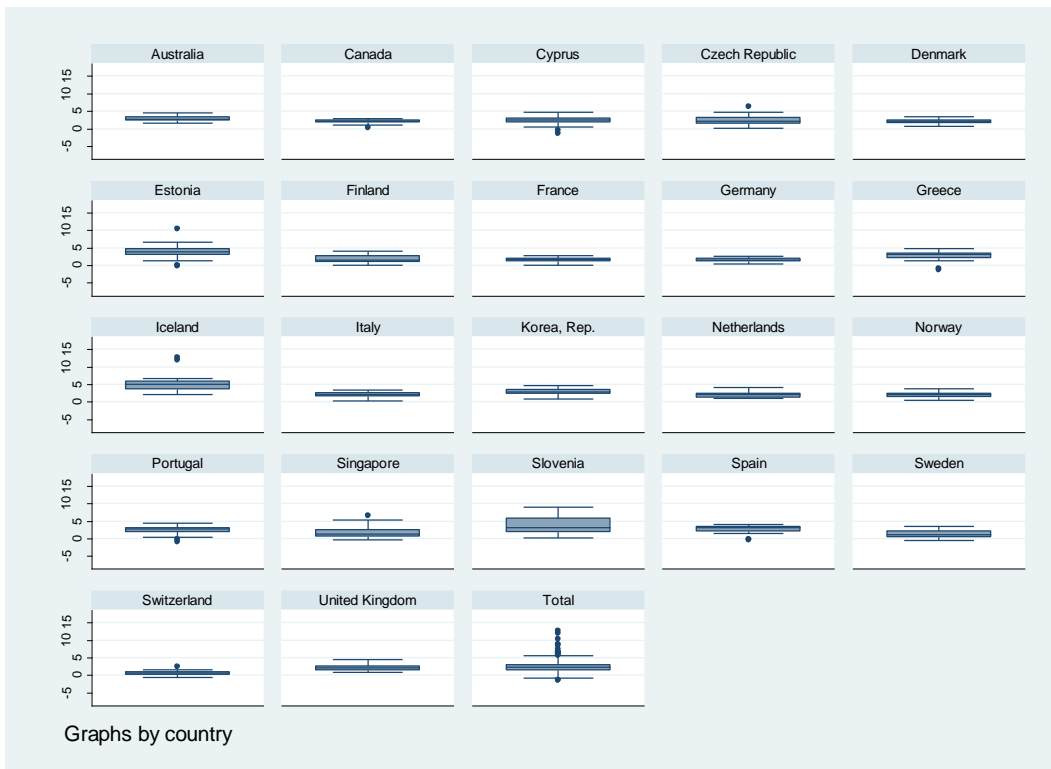 Australia Canada Cyprus Czech Republic Denmark
-5 0 5 10 15
Estonia Finland France Germany Greece
-5 0 5 10 15
Iceland Italy Korea, Rep. Netherlands Norway
-5 0 5 10 15
Portugal Singapore Slovenia Spain Sweden
-5 0 5 10 15
Switzerland United Kingdom Total
-5 0 5 10 15
Graphs by country